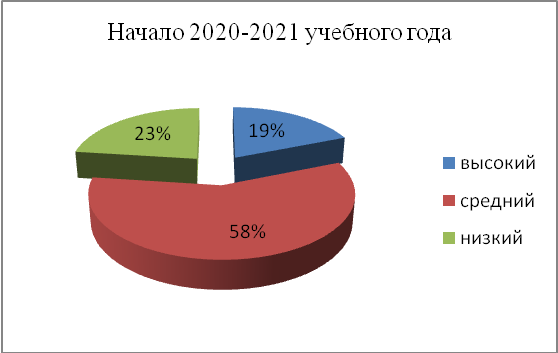 Начало 2020-2021 учебного года
23%
19%
58%
высокий
средний
низкий